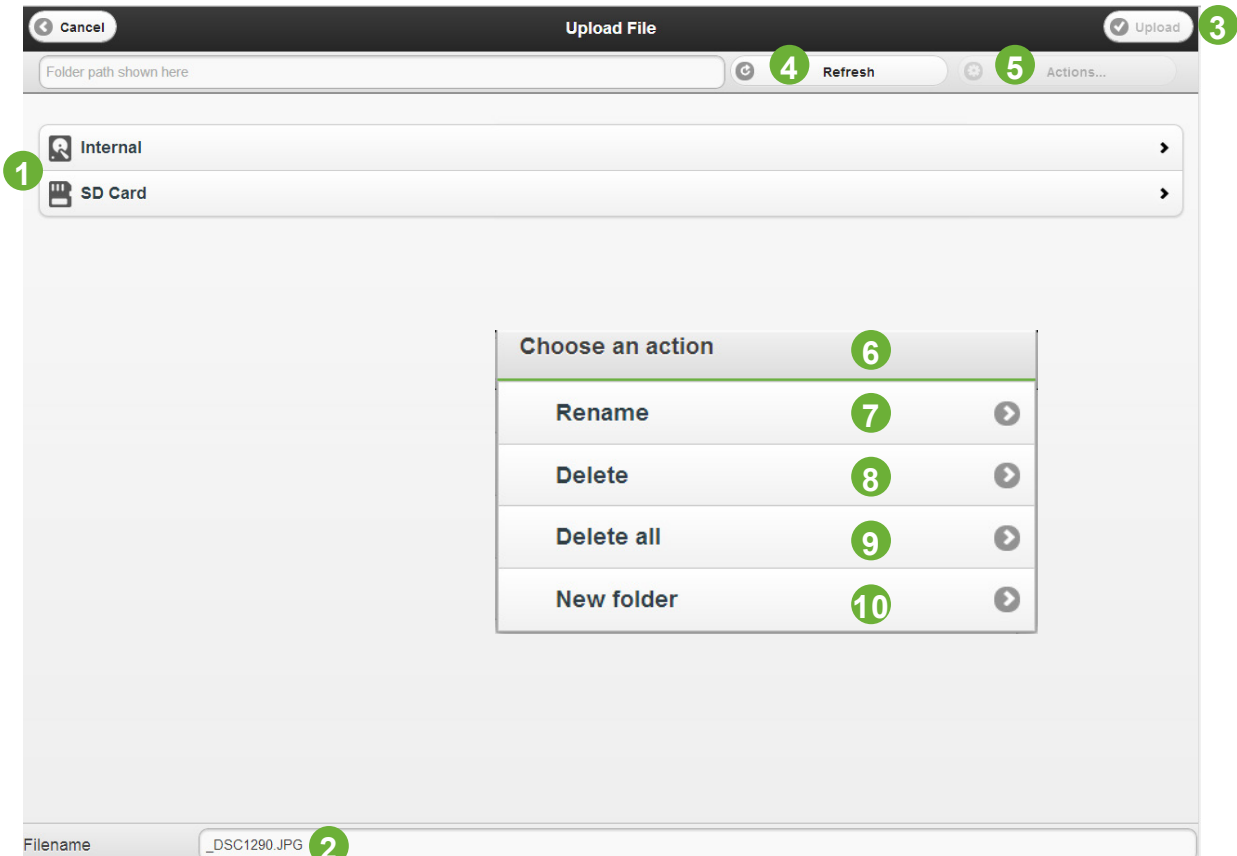 Cancel Upload File Upload 3
Folder path shown here 4 Refresh 5 Actions...
Internal
1
SD Card
Choose an action 6
Rename 7
Delete 8
Delete all 9
New folder 10
Filename _DSC1290.JPG 2